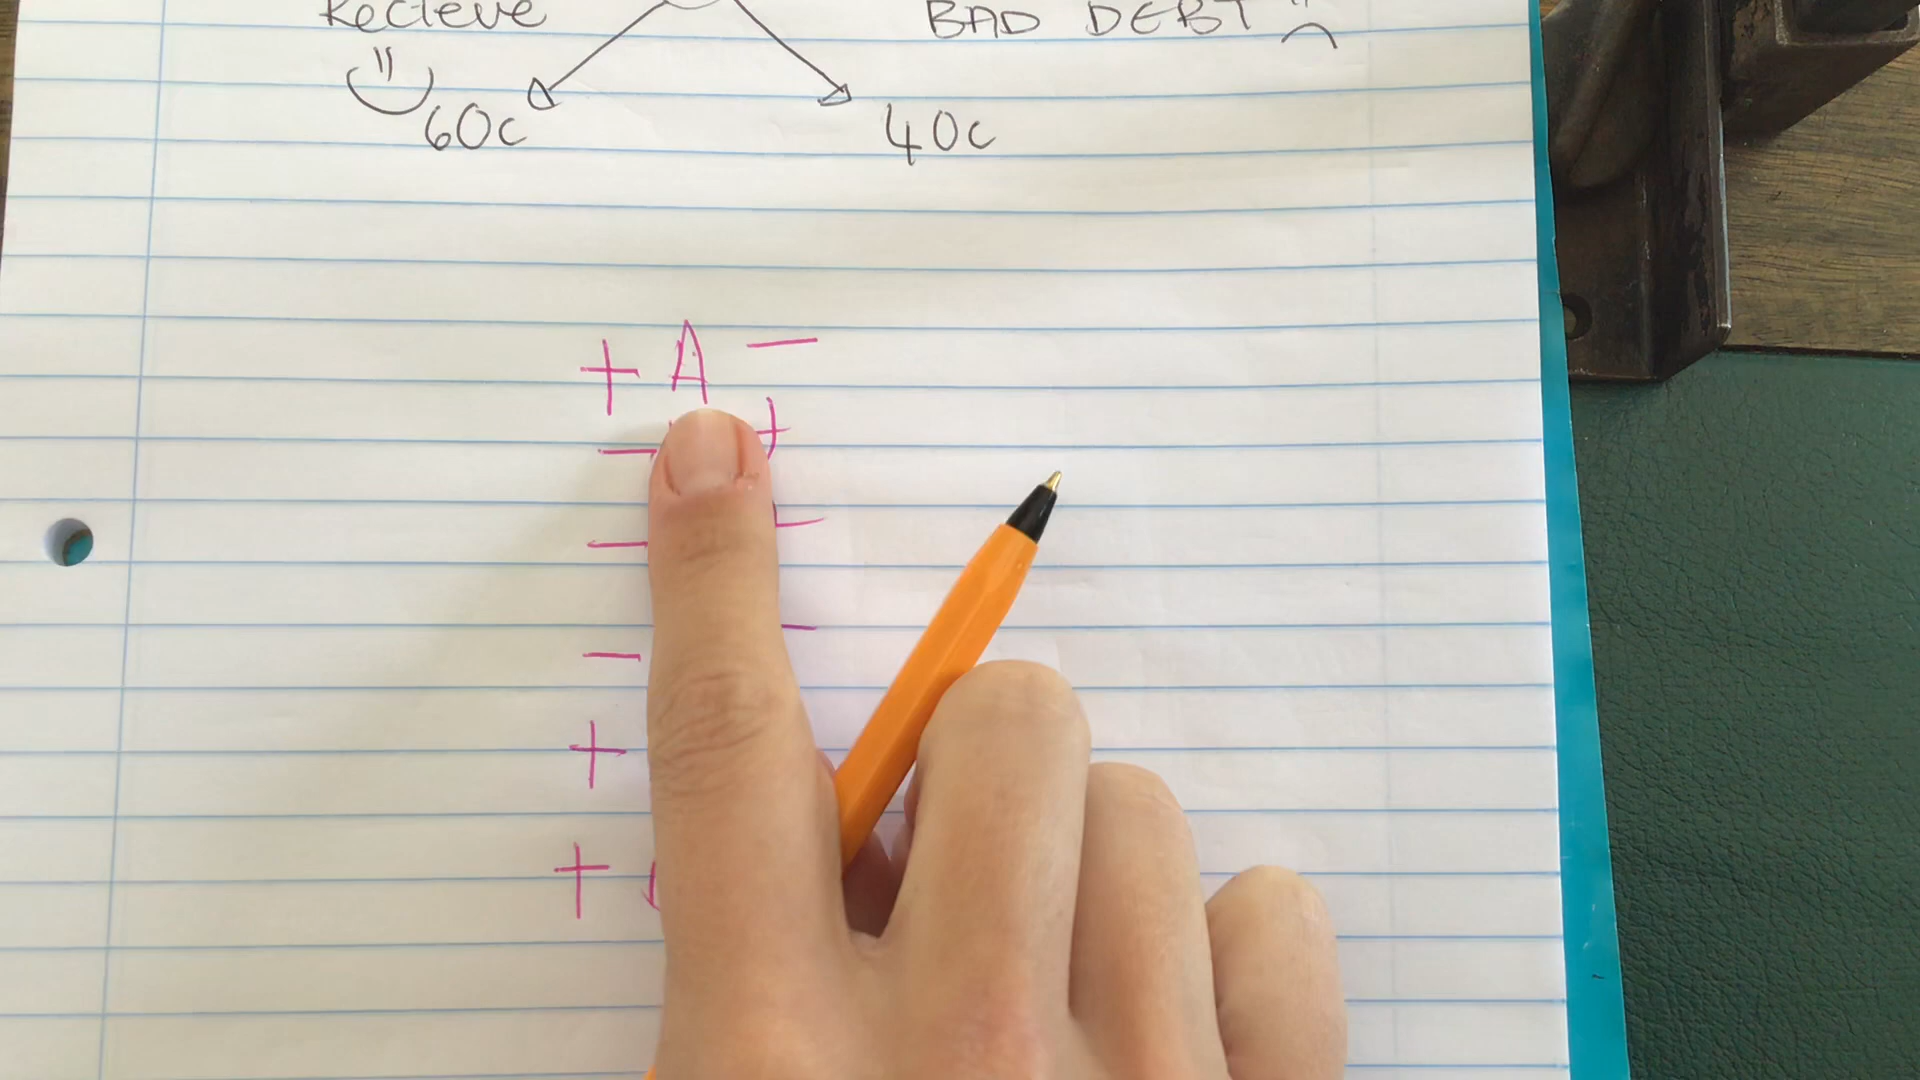 Recieve
BAD DEBT
60c
40c
+ A -
- +
-
- -
+
+